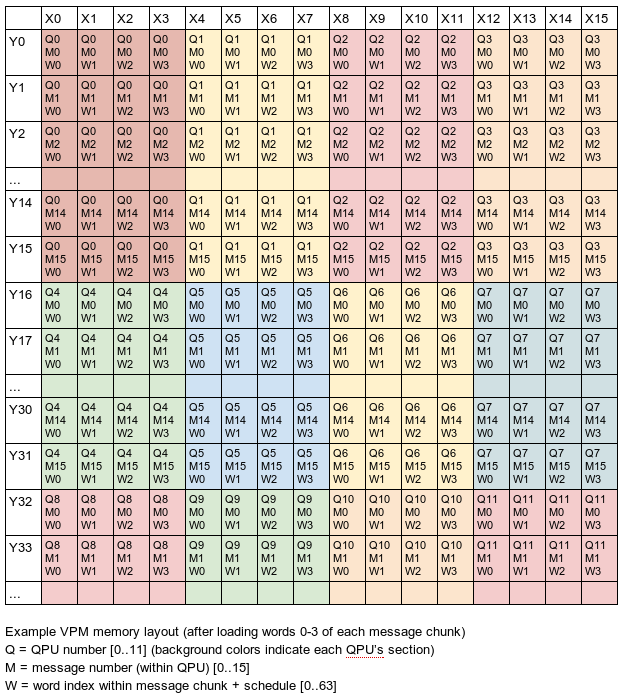 X0 X1 X2 X3 X4 X5 X6 X7 X8 X9 X10 X11 X12 X13 X14 X15
Y0 Q0 Q0 Q0 Q0 Q1 Q1 Q1 Q1 Q2 Q2 Q2 Q2 Q3 Q3 Q3 Q3
M0 M0 M0 M0 M0 M0 M0 M0 M0 M0 M0 M0 M0 M0 M0 M0
W0 W1 W2 W3 W0 W1 W2 W3 W0 W1 W2 W3 W0 W1 W2 W3
Y1 Q0 Q0 Q0 Q0 Q1 Q1 Q1 Q1 Q2 Q2 Q2 Q2 Q3 Q3 Q3 Q3
M1 M1 M1 M1 M1 M1 M1 M1 M1 M1 M1 M1 M1 M1 M1 M1
W0 W1 W2 W3 W0 W1 W2 W3 W0 W1 W2 W3 W0 W1 W2 W3
Y2 Q0 Q0 Q0 Q0 Q1 Q1 Q1 Q1 Q2 Q2 Q2 Q2 Q3 Q3 Q3 Q3
M2 M2 M2 M2 M2 M2 M2 M2 M2 M2 M2 M2 M2 M2 M2 M2
W0 W1 W2 W3 W0 W1 W2 W3 W0 W1 W2 W3 W0 W1 W2 W3
...
Y14 Q0 Q0 Q0 Q0 Q1 Q1 Q1 Q1 Q2 Q2 Q2 Q2 Q3 Q3 Q3 Q3
M14 M14 M14 M14 M14 M14 M14 M14 M14 M14 M14 M14 M14 M14 M14 M14
W0 W1 W2 W3 W0 W1 W2 W3 W0 W1 W2 W3 W0 W1 W2 W3
Y15 Q0 Q0 Q0 Q0 Q1 Q1 Q1 Q1 Q2 Q2 Q2 Q2 Q3 Q3 Q3 Q3
M15 M15 M15 M15 M15 M15 M15 M15 M15 M15 M15 M15 M15 M15 M15 M15
W0 W1 W2 W3 W0 W1 W2 W3 W0 W1 W2 W3 W0 W1 W2 W3
Y16 Q4 Q4 Q4 Q4 Q5 Q5 Q5 Q5 Q6 Q6 Q6 Q6 Q7 Q7 Q7 Q7
M0 M0 M0 M0 M0 M0 M0 M0 M0 M0 M0 M0 M0 M0 M0 M0
W0 W1 W2 W3 W0 W1 W2 W3 W0 W1 W2 W3 W0 W1 W2 W3
Y17 Q4 Q4 Q4 Q4 Q5 Q5 Q5 Q5 Q6 Q6 Q6 Q6 Q7 Q7 Q7 Q7
M1 M1 M1 M1 M1 M1 M1 M1 M1 M1 M1 M1 M1 M1 M1 M1
W0 W1 W2 W3 W0 W1 W2 W3 W0 W1 W2 W3 W0 W1 W2 W3
...
Y30 Q4 Q4 Q4 Q4 Q5 Q5 Q5 Q5 Q6 Q6 Q6 Q6 Q7 Q7 Q7 Q7
M14 M14 M14 M14 M14 M14 M14 M14 M14 M14 M14 M14 M14 M14 M14 M14
W0 W1 W2 W3 W0 W1 W2 W3 W0 W1 W2 W3 W0 W1 W2 W3
Y31 Q4 Q4 Q4 Q4 Q5 Q5 Q5 Q5 Q6 Q6 Q6 Q6 Q7 Q7 Q7 Q7
M15 M15 M15 M15 M15 M15 M15 M15 M15 M15 M15 M15 M15 M15 M15 M15
W0 W1 W2 W3 W0 W1 W2 W3 W0 W1 W2 W3 W0 W1 W2 W3
Y32 Q8 Q8 Q8 Q8 Q9 Q9 Q9 Q9 Q10 Q10 Q10 Q10 Q11 Q11 Q11 Q11
M0 M0 M0 M0 M0 M0 M0 M0 M0 M0 M0 M0 M0 M0 M0 M0
W0 W1 W2 W3 W0 W1 W2 W3 W0 W1 W2 W3 W0 W1 W2 W3
Y33 Q8 Q8 Q8 Q8 Q9 Q9 Q9 Q9 Q10 Q10 Q10 Q10 Q11 Q11 Q11 Q11
M1 M1 M1 M1 M1 M1 M1 M1 M1 M1 M1 M1 M1 M1 M1 M1
W0 W1 W2 W3 W0 W1 W2 W3 W0 W1 W2 W3 W0 W1 W2 W3
...
Example VPM memory layout (after loading words 0-3 of each message chunk)
Q = QPU number [0..11] (background colors indicate each QPU's section)
M = message number (within QPU) [0..15]
W = word index within message chunk + schedule [0..63]